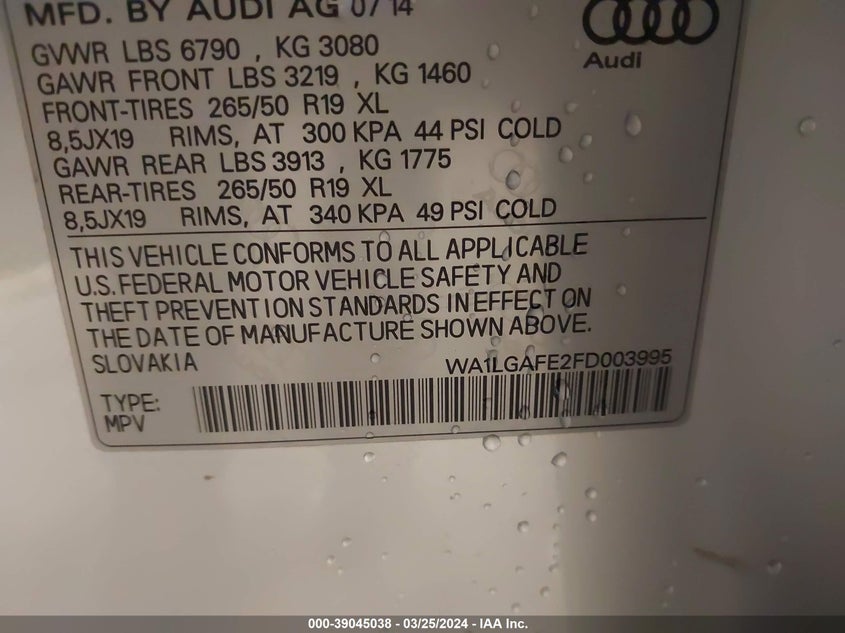 MFD. BY AUDI AG 07 14
GVWR LBS 6790 , KG 3080
GAWR FRONT LBS 3219 , KG 1460
FRONT-TIRES 265/50 R19 XL
8,5JX19 RIMS, AT 300 KPA 44 PSI COLD
GAWR REAR LBS 3913 , KG 1775
REAR-TIRES 265/50 R19 XL
8,5JX19 RIMS, AT 340 KPA 49 PSI COLD
Audi
THIS VEHICLE CONFORMS TO ALL APPLICABLE
U.S. FEDERAL MOTOR VEHICLE SAFETY AND
THEFT PREVENTION STANDARDS IN EFFECT ON
THE DATE OF MANUFACTURE SHOWN ABOVE.
SLOVAKIA WA1LGAFE2FD003995
TYPE:
MPV
000-39045038 - 03/25/2024 - IAA Inc.